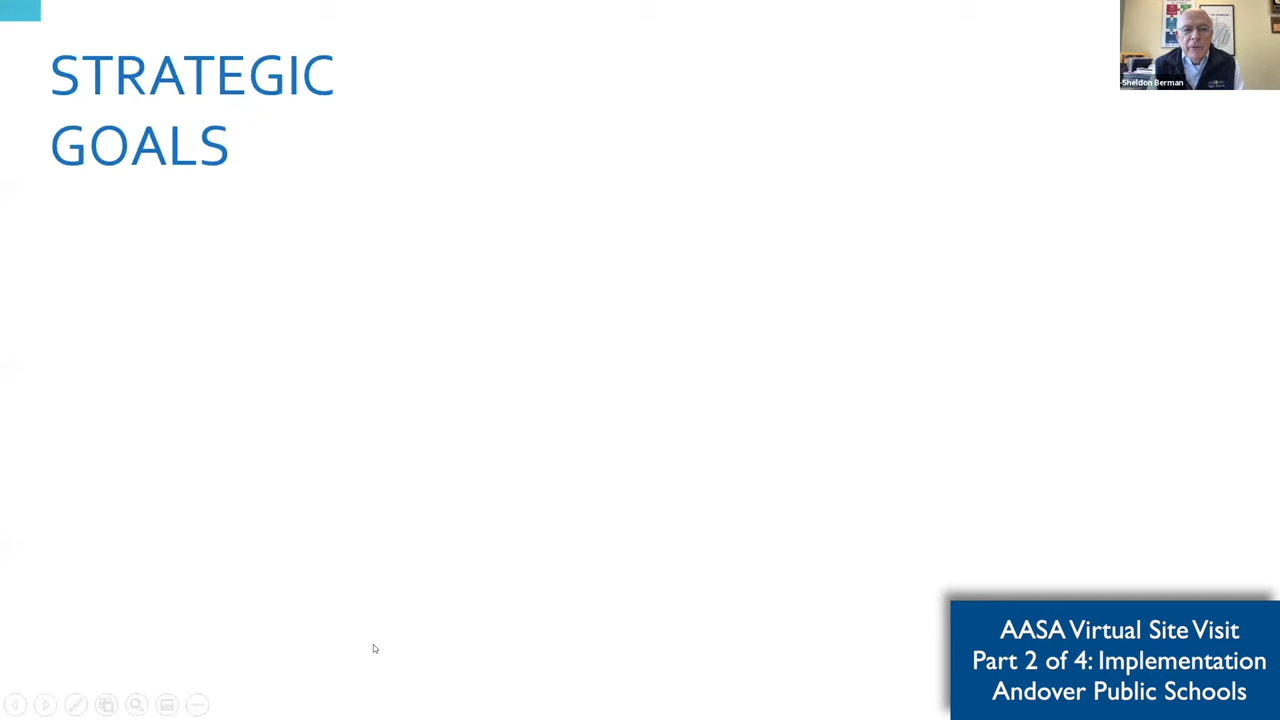 STRATEGIC
GOALS
Sheldon Berman
AASA Virtual Site Visit
Part 2 of 4: Implementation
Andover Public Schools